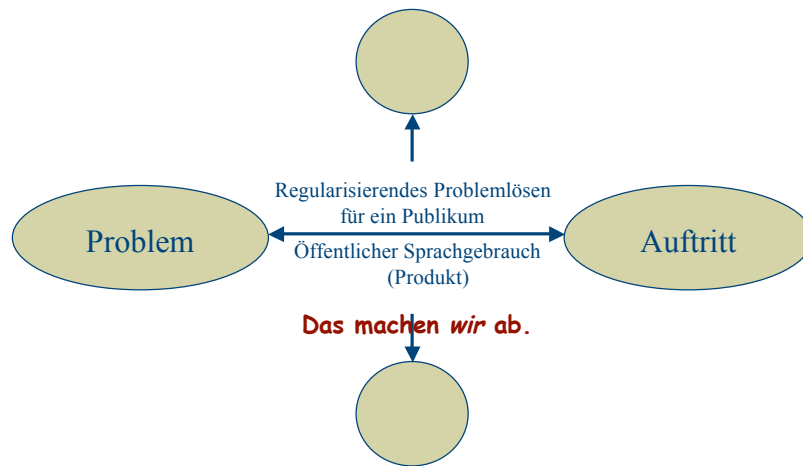 Regularisierendes Problemlösen
für ein Publikum
Problem
Auftritt
Öffentlicher Sprachgebrauch
(Produkt)
Das machen wir ab.